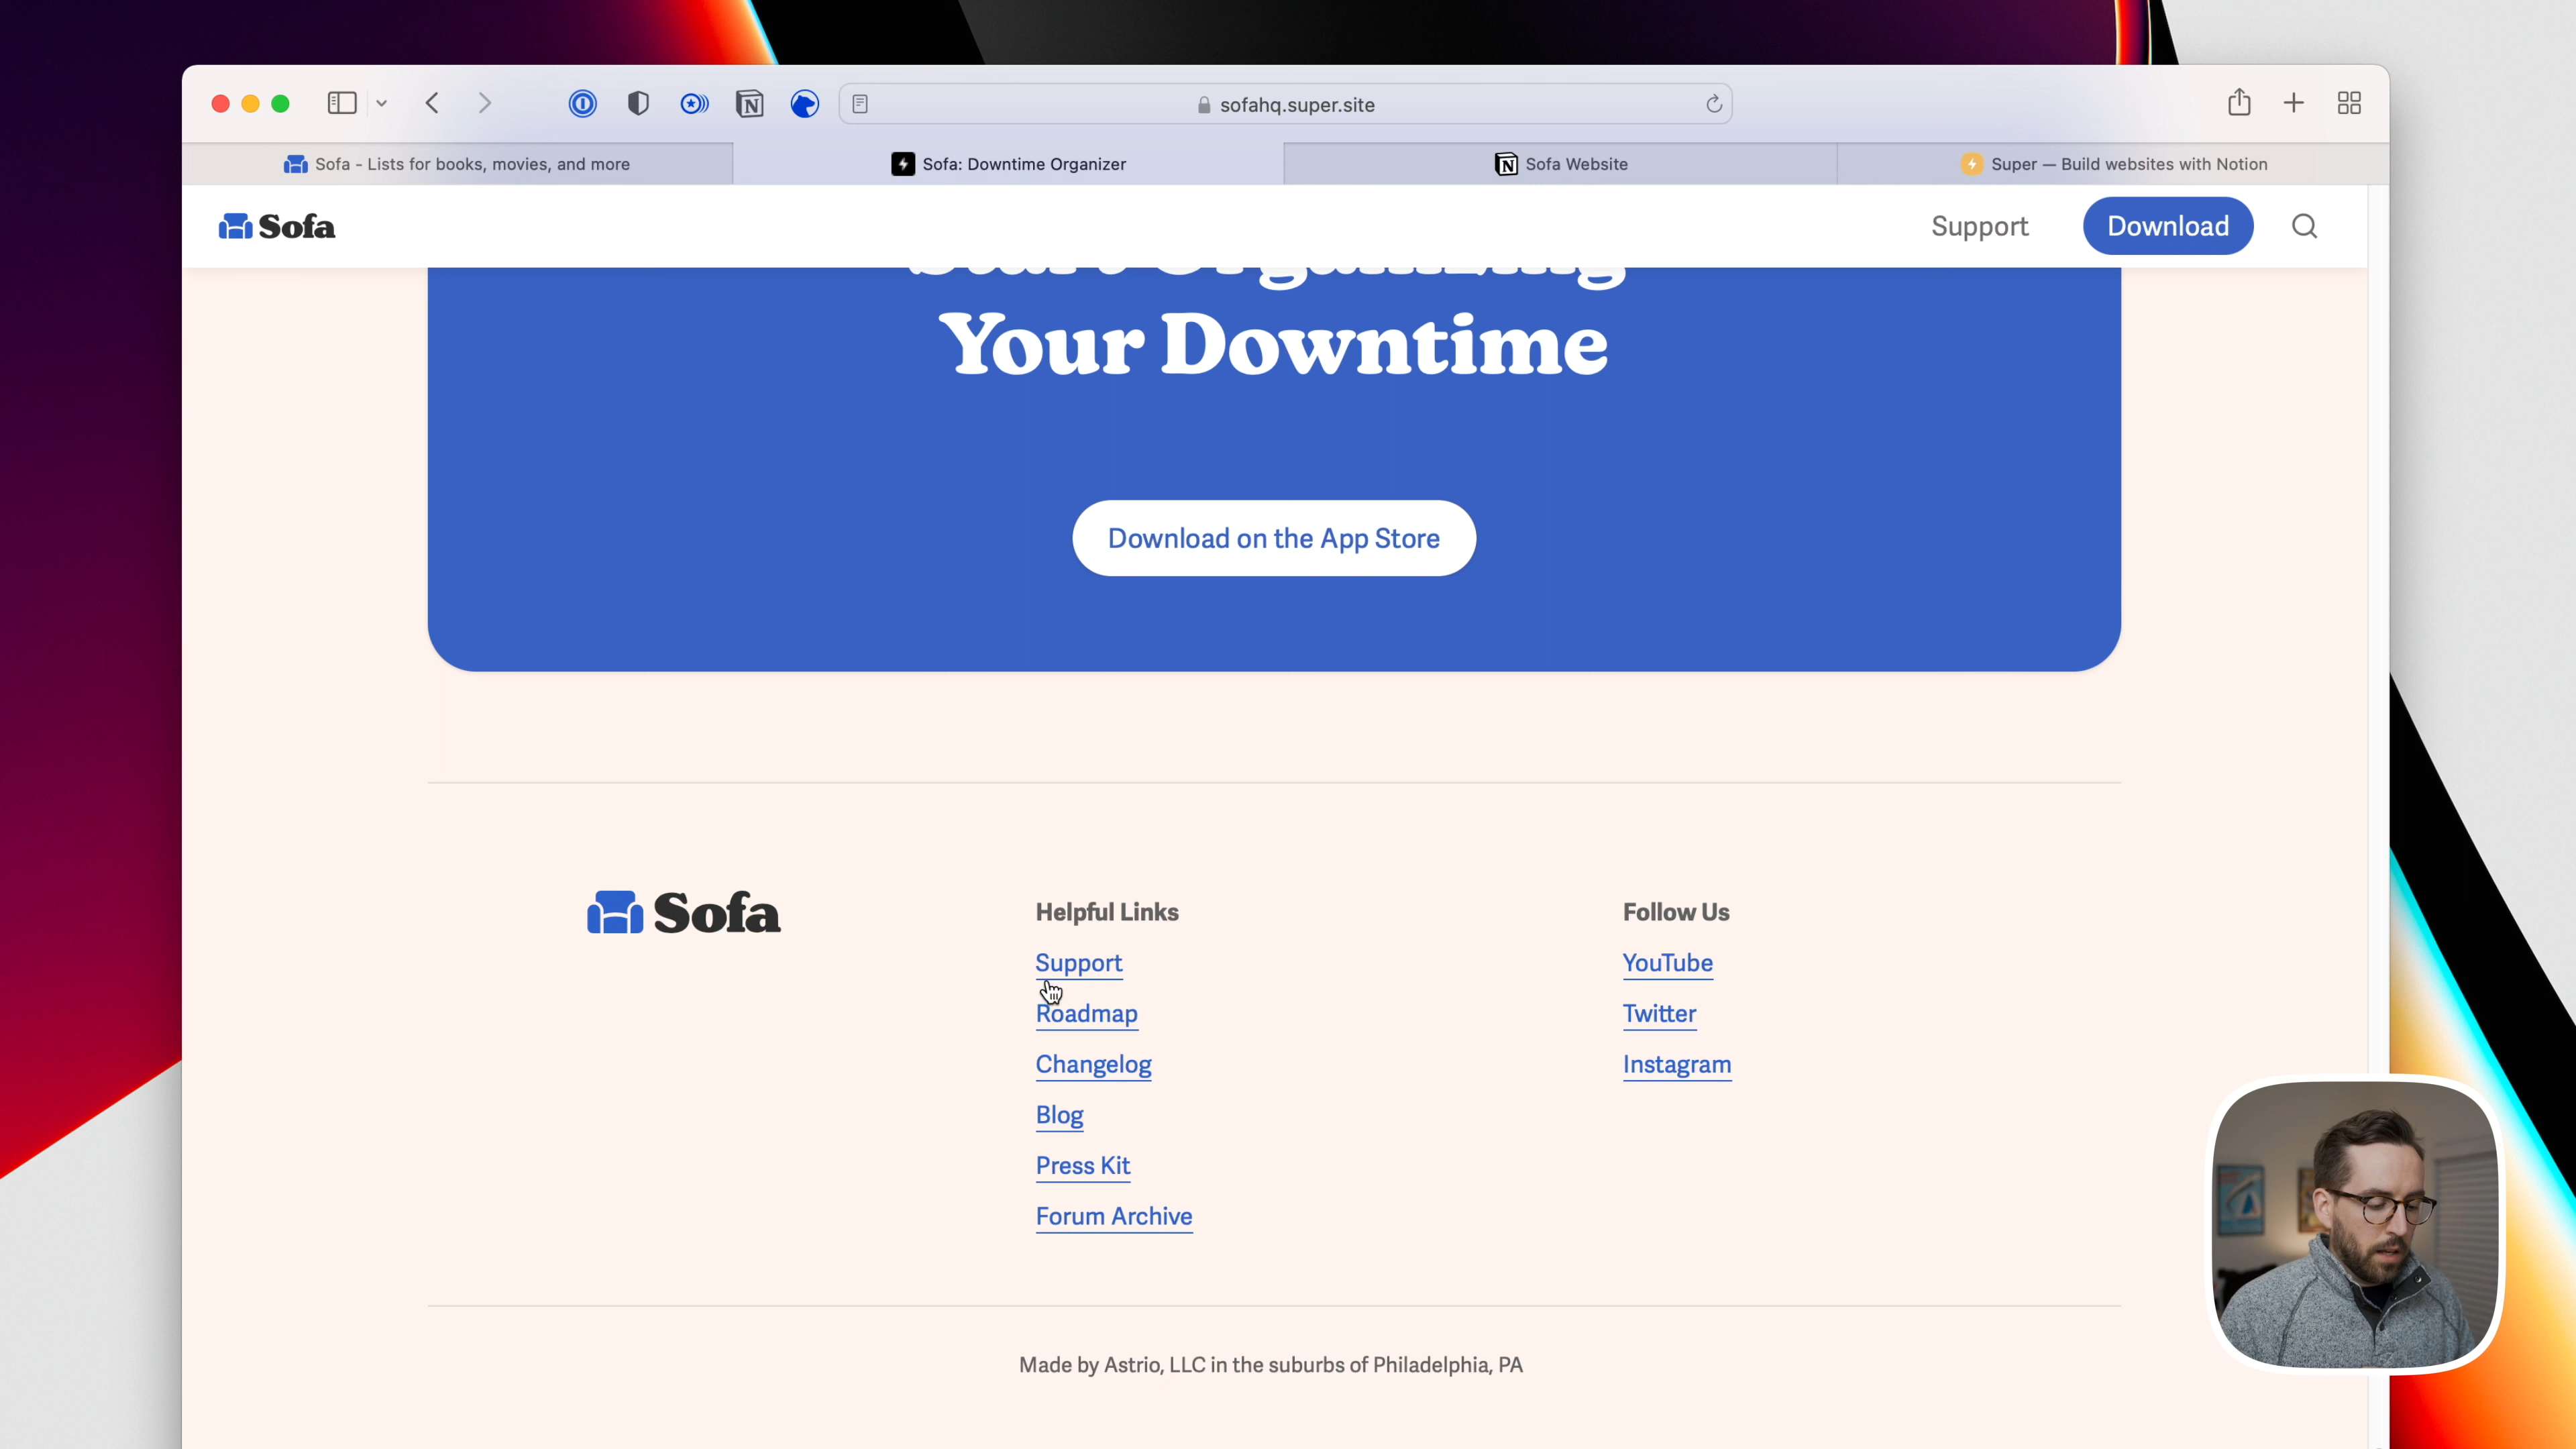 sofahq.super.site
Sofa - Lists for books, movies, and more
Sofa: Downtime Organizer
Sofa Website
Super — Build websites with Notion
Sofa
Support
Download
Your Downtime
Download on the App Store
Sofa
Helpful Links
Support
Roadmap
Changelog
Blog
Press Kit
Forum Archive
Follow Us
YouTube
Twitter
Instagram
Made by Astrio, LLC in the suburbs of Philadelphia, PA